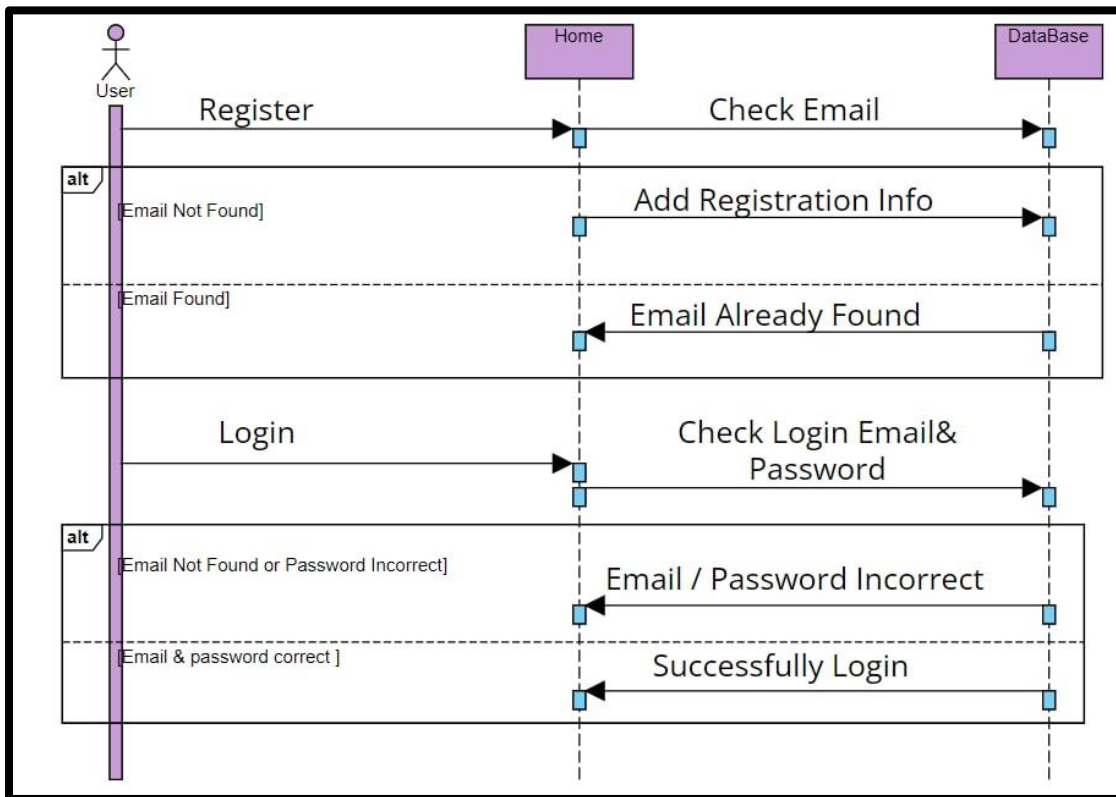 User
Home
DataBase
Register
Check Email
alt
[Email Not Found]
Add Registration Info
[Email Found]
Email Already Found
Login
Check Login Email&
Password
alt
[Email Not Found or Password Incorrect]
Email / Password Incorrect
[Email & password correct ]
Successfully Login